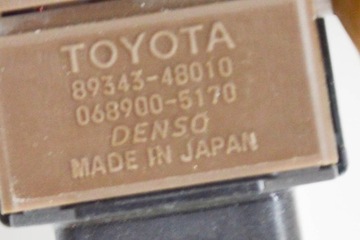 TOYOTA
89343-48010
068900-5170
DENSO
MADE IN JAPAN